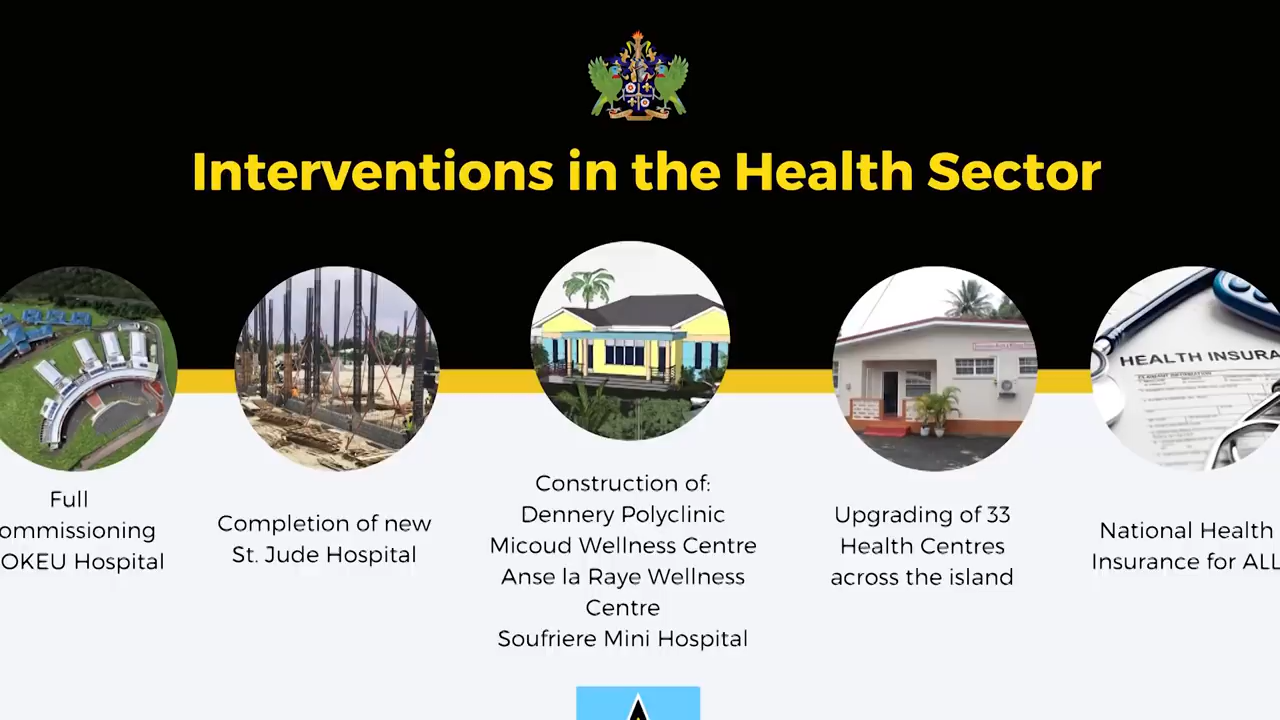 Interventions in the Health Sector
Full
ommissioning
OKEU Hospital
Completion of new
St. Jude Hospital
Construction of:
Dennery Polyclinic
Micoud Wellness Centre
Anse la Raye Wellness
Centre
Soufriere Mini Hospital
Upgrading of 33
Health Centres
across the island
HEALTH INSURA
National Health
Insurance for ALL